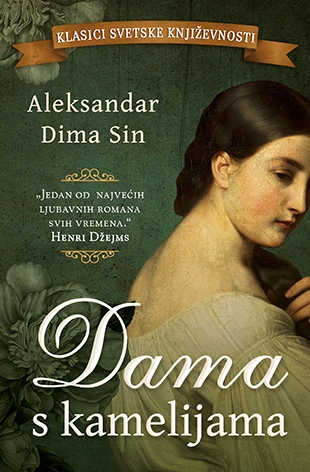 KLASICI SVETSKE KNJIŽEVNOSTI
Aleksandar
Dima Sin
„JEDAN OD NAJVEĆIH
LJUBAVNIH ROMANA
SVIH VREMENA.“
HENRI DŽEJMS
Dama
s kamelijama